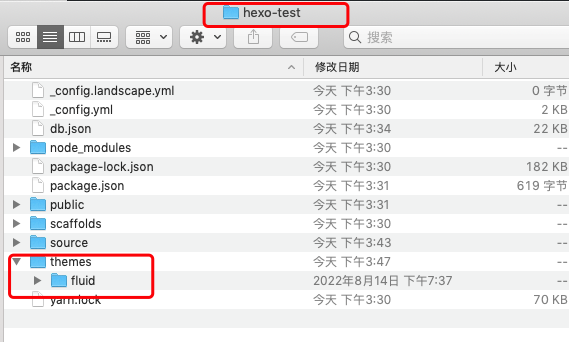 hexo-test
搜索
名称 修改日期 大小
_config.landscape.yml 今天 下午3:30 0 字节
_config.yml 今天 下午3:30 2 KB
db.json 今天 下午3:34 22 KB
node_modules 今天 下午3:30 --
package-lock.json 今天 下午3:30 182 KB
package.json 今天 下午3:31 619 字节
public 今天 下午3:31 --
scaffolds 今天 下午3:30 --
source 今天 下午3:43 --
themes 今天 下午3:47 --
fluid 2022年8月14日 下午7:37 --
yarn.lock 今天 下午3:30 70 KB